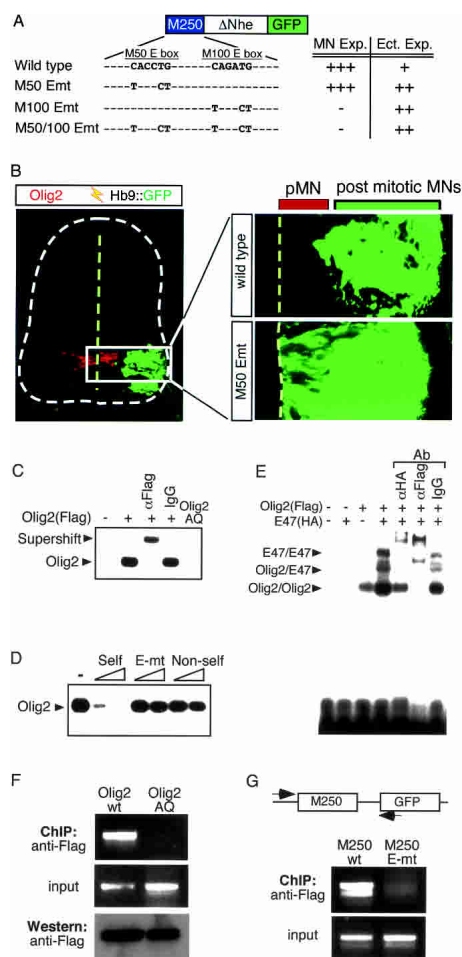 A
M250 ΔNhe GFP
M50 E box M100 E box MN Exp. Ect. Exp.
Wild type ----CACCTG------CAGATG---- +++ +
M50 Emt ----T---CT---------------- +++ ++
M100 Emt ----------------T---CT---- - ++
M50/100 Emt ----T---CT------T---CT---- - ++
B
Olig2 Hb9::GFP
pMN post mitotic MNs
wild type
M50 Emt
C
αFlag
IgG
Olig2 AQ
Olig2(Flag) - + + +
Supershift
Olig2
E
Ab
αHA
αFlag
IgG
Olig2(Flag) - - + + + + +
E47(HA) - + - + + + +
E47/E47
Olig2/E47
Olig2/Olig2
D
- Self E-mt Non-self
Olig2
F
Olig2 wt
Olig2 AQ
ChIP: anti-Flag
input
Western: anti-Flag
G
M250 GFP
M250 wt
M250 E-mt
ChIP: anti-Flag
input